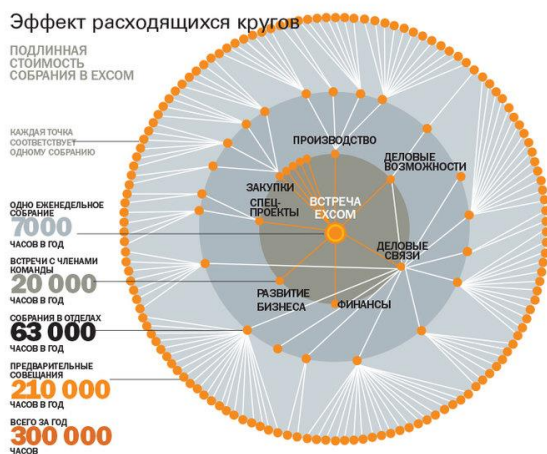 Эффект расходящихся кругов
ПОДЛИННАЯ
СТОИМОСТЬ
СОБРАНИЯ В EXCOM
КАЖДАЯ ТОЧКА
СООТВЕТСТВУЕТ
ОДНОМУ СОБРАНИЮ
ОДНО ЕЖЕНЕДЕЛЬНОЕ
СОБРАНИЕ
7000
ЧАСОВ В ГОД
ВСТРЕЧИ С ЧЛЕНАМИ
КОМАНДЫ
20 000
ЧАСОВ В ГОД
СОБРАНИЯ В ОТДЕЛАХ
63 000
ЧАСОВ В ГОД
ПРЕДВАРИТЕЛЬНЫЕ
СОВЕЩАНИЯ
210 000
ЧАСОВ В ГОД
ВСЕГО ЗА ГОД
300 000
ЧАСОВ
ПРОИЗВОДСТВО
ДЕЛОВЫЕ
ВОЗМОЖНОСТИ
ЗАКУПКИ
СПЕЦ-
ПРОЕКТЫ
ВСТРЕЧА
EXCOM
ДЕЛОВЫЕ
СВЯЗИ
РАЗВИТИЕ
БИЗНЕСА
ФИНАНСЫ